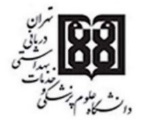 دانشگاه علوم پزشکی
و خدمات
بهداشتی
درمانی
تهران